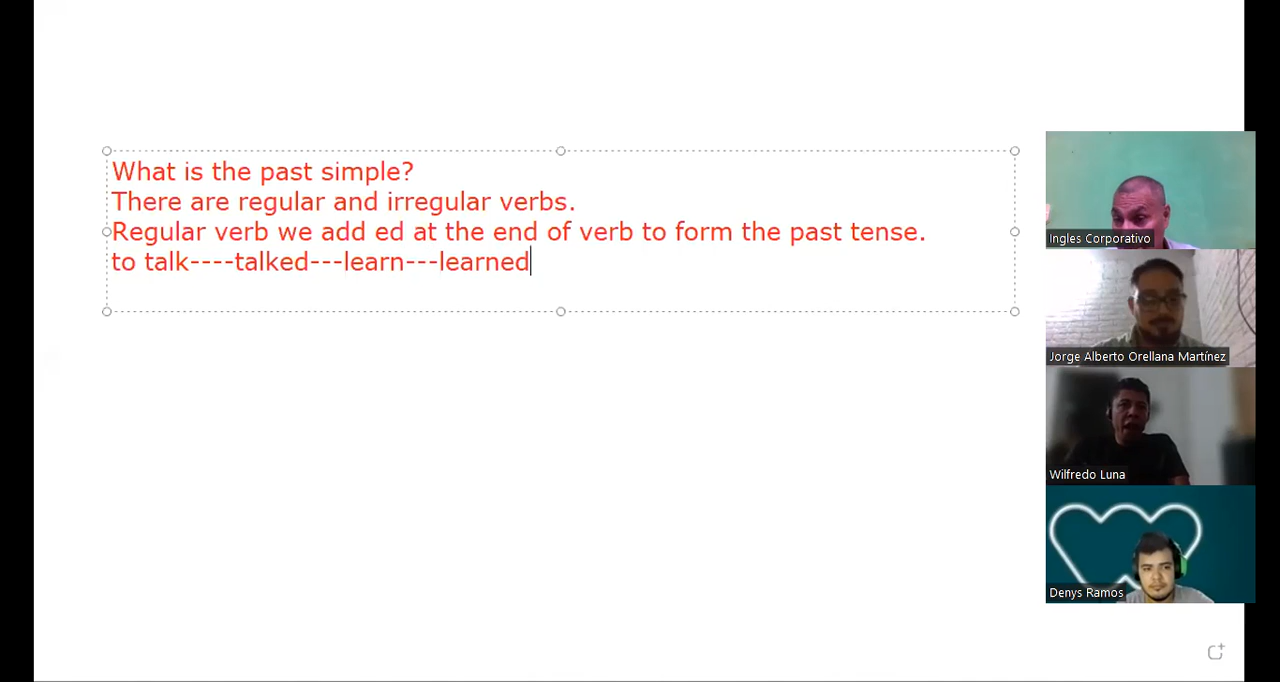 What is the past simple?
There are regular and irregular verbs.
Regular verb we add ed at the end of verb to form the past tense.
to talk----talked---learn---learned
Ingles Corporativo
Jorge Alberto Orellana Martínez
Wilfredo Luna
Denys Ramos